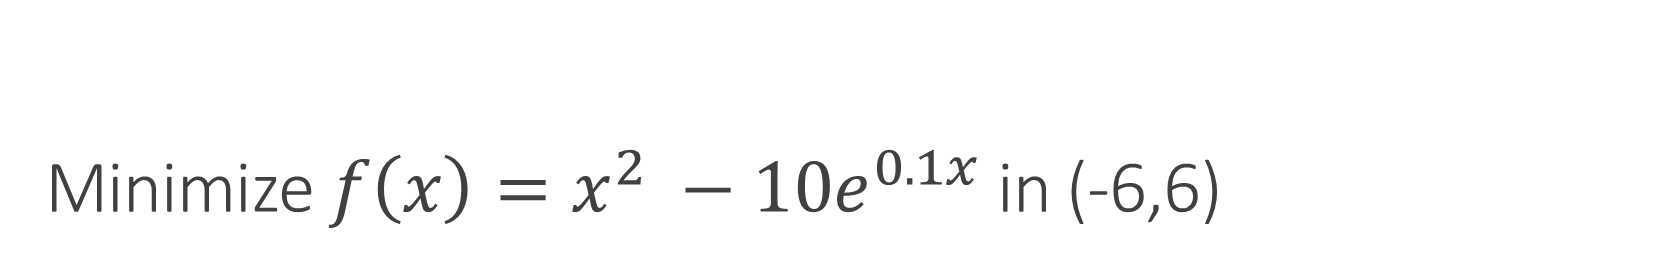 Minimize f(x) = x² − 10e^{0.1x} in (-6,6)